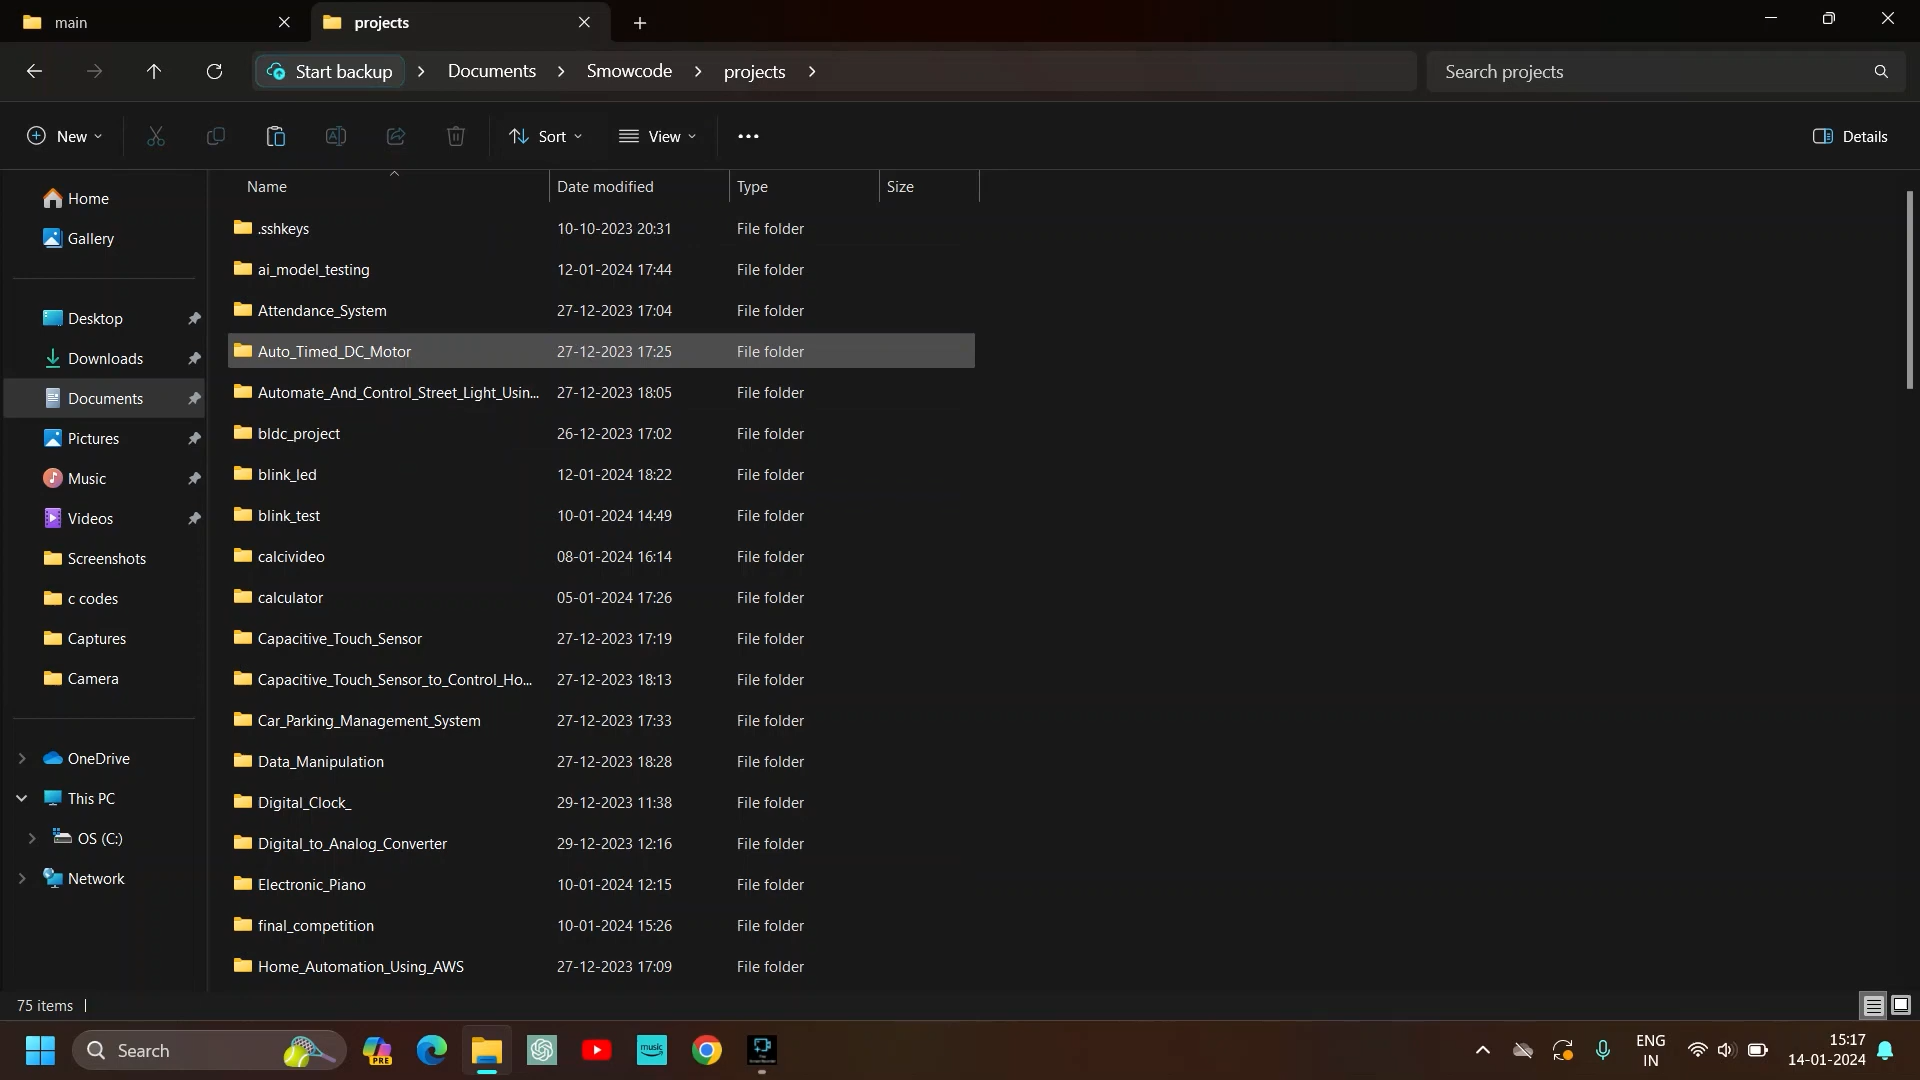 main
projects
Start backup > Documents > Smowcode > projects >
Search projects
New
Sort
View
Details
Name Date modified Type Size
Home
Gallery
Desktop
Downloads
Documents
Pictures
Music
Videos
Screenshots
c codes
Captures
Camera
OneDrive
This PC
OS (C:)
Network
.sshkeys 10-10-2023 20:31 File folder
ai_model_testing 12-01-2024 17:44 File folder
Attendance_System 27-12-2023 17:04 File folder
Auto_Timed_DC_Motor 27-12-2023 17:25 File folder
Automate_And_Control_Street_Light_Usin... 27-12-2023 18:05 File folder
bldc_project 26-12-2023 17:02 File folder
blink_led 12-01-2024 18:22 File folder
blink_test 10-01-2024 14:49 File folder
calcivideo 08-01-2024 16:14 File folder
calculator 05-01-2024 17:26 File folder
Capacitive_Touch_Sensor 27-12-2023 17:19 File folder
Capacitive_Touch_Sensor_to_Control_Ho... 27-12-2023 18:13 File folder
Car_Parking_Management_System 27-12-2023 17:33 File folder
Data_Manipulation 27-12-2023 18:28 File folder
Digital_Clock_ 29-12-2023 11:38 File folder
Digital_to_Analog_Converter 29-12-2023 12:16 File folder
Electronic_Piano 10-01-2024 12:15 File folder
final_competition 10-01-2024 15:26 File folder
Home_Automation_Using_AWS 27-12-2023 17:09 File folder
75 items
Search
PRE
music
ENG
IN
15:17
14-01-2024